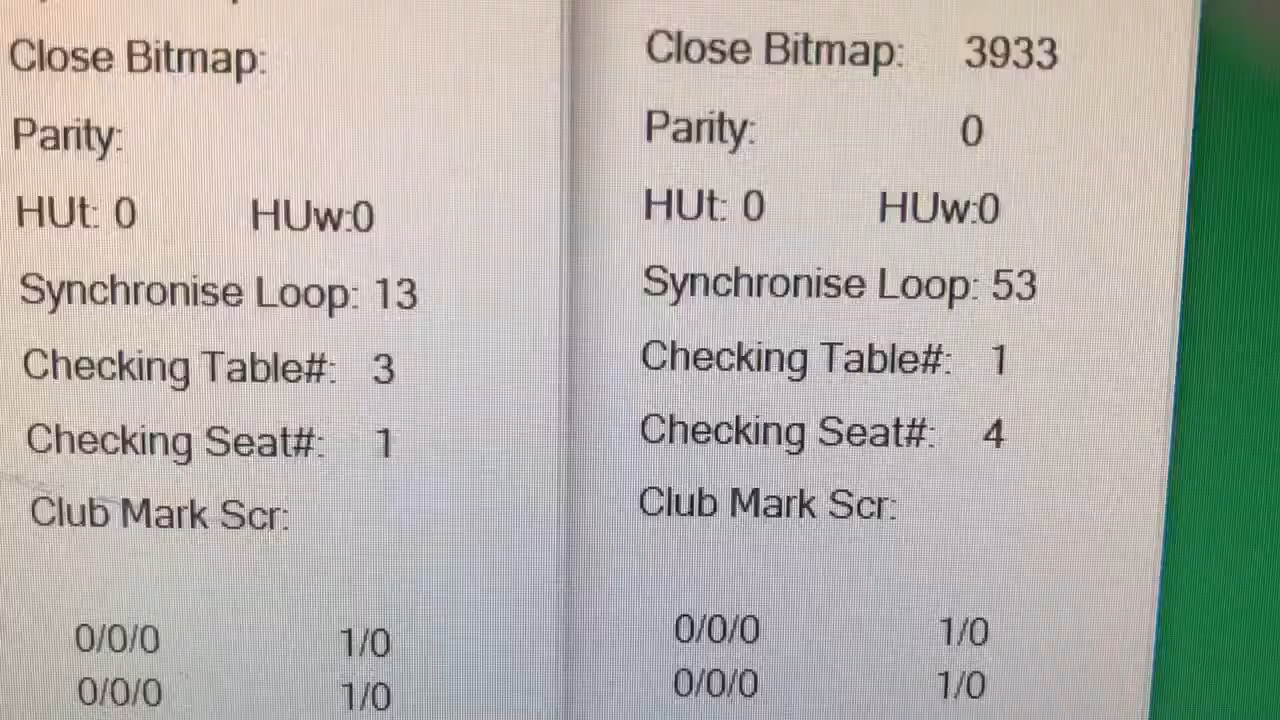 Close Bitmap:
Parity:
HUt: 0 HUw:0
Synchronise Loop: 13
Checking Table#: 3
Checking Seat#: 1
Club Mark Scr:
0/0/0 1/0
0/0/0 1/0
Close Bitmap: 3933
Parity: 0
HUt: 0 HUw:0
Synchronise Loop: 53
Checking Table#: 1
Checking Seat#: 4
Club Mark Scr:
0/0/0 1/0
0/0/0 1/0